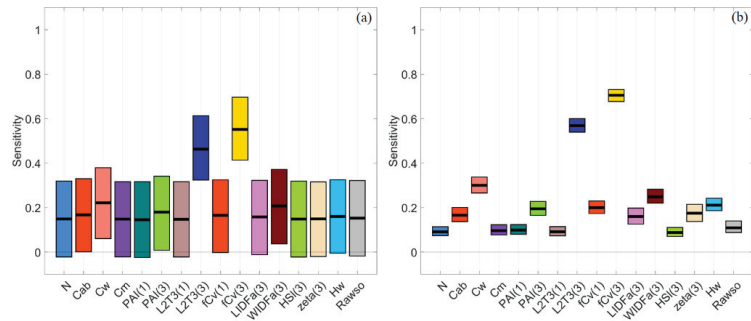 (a)
1
0.8
0.6
0.4
0.2
0
Sensitivity
N
Cab
Cw
Cm
PAI(1)
PAI(3)
L2T3(1)
L2T3(3)
fCv(1)
fCv(3)
LIDFa(3)
WIDFa(3)
HSI(3)
zeta(3)
Hw
Rawso
(b)
1
0.8
0.6
0.4
0.2
0
Sensitivity
N
Cab
Cw
Cm
PAI(1)
PAI(3)
L2T3(1)
L2T3(3)
fCv(1)
fCv(3)
LIDFa(3)
WIDFa(3)
HSI(3)
zeta(3)
Hw
Rawso